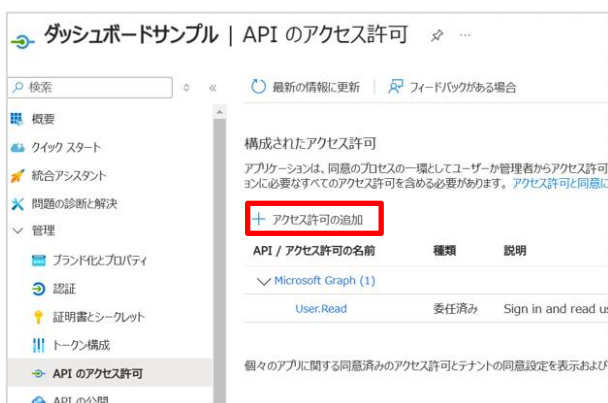 ダッシュボードサンプル | API のアクセス許可
検索
最新の情報に更新
フィードバックがある場合
概要
クイック スタート
統合アシスタント
問題の診断と解決
管理
ブランド化とプロパティ
認証
証明書とシークレット
トークン構成
API のアクセス許可
API の公開
構成されたアクセス許可
アプリケーションは、同意のプロセスの一環としてユーザーか管理者からアクセス許可
ョンに必要なすべてのアクセス許可を含める必要があります。アクセス許可と同意に
アクセス許可の追加
API / アクセス許可の名前 種類 説明
Microsoft Graph (1)
User.Read 委任済み Sign in and read us
個々のアプリに関する同意済みのアクセス許可とテナントの同意設定を表示および